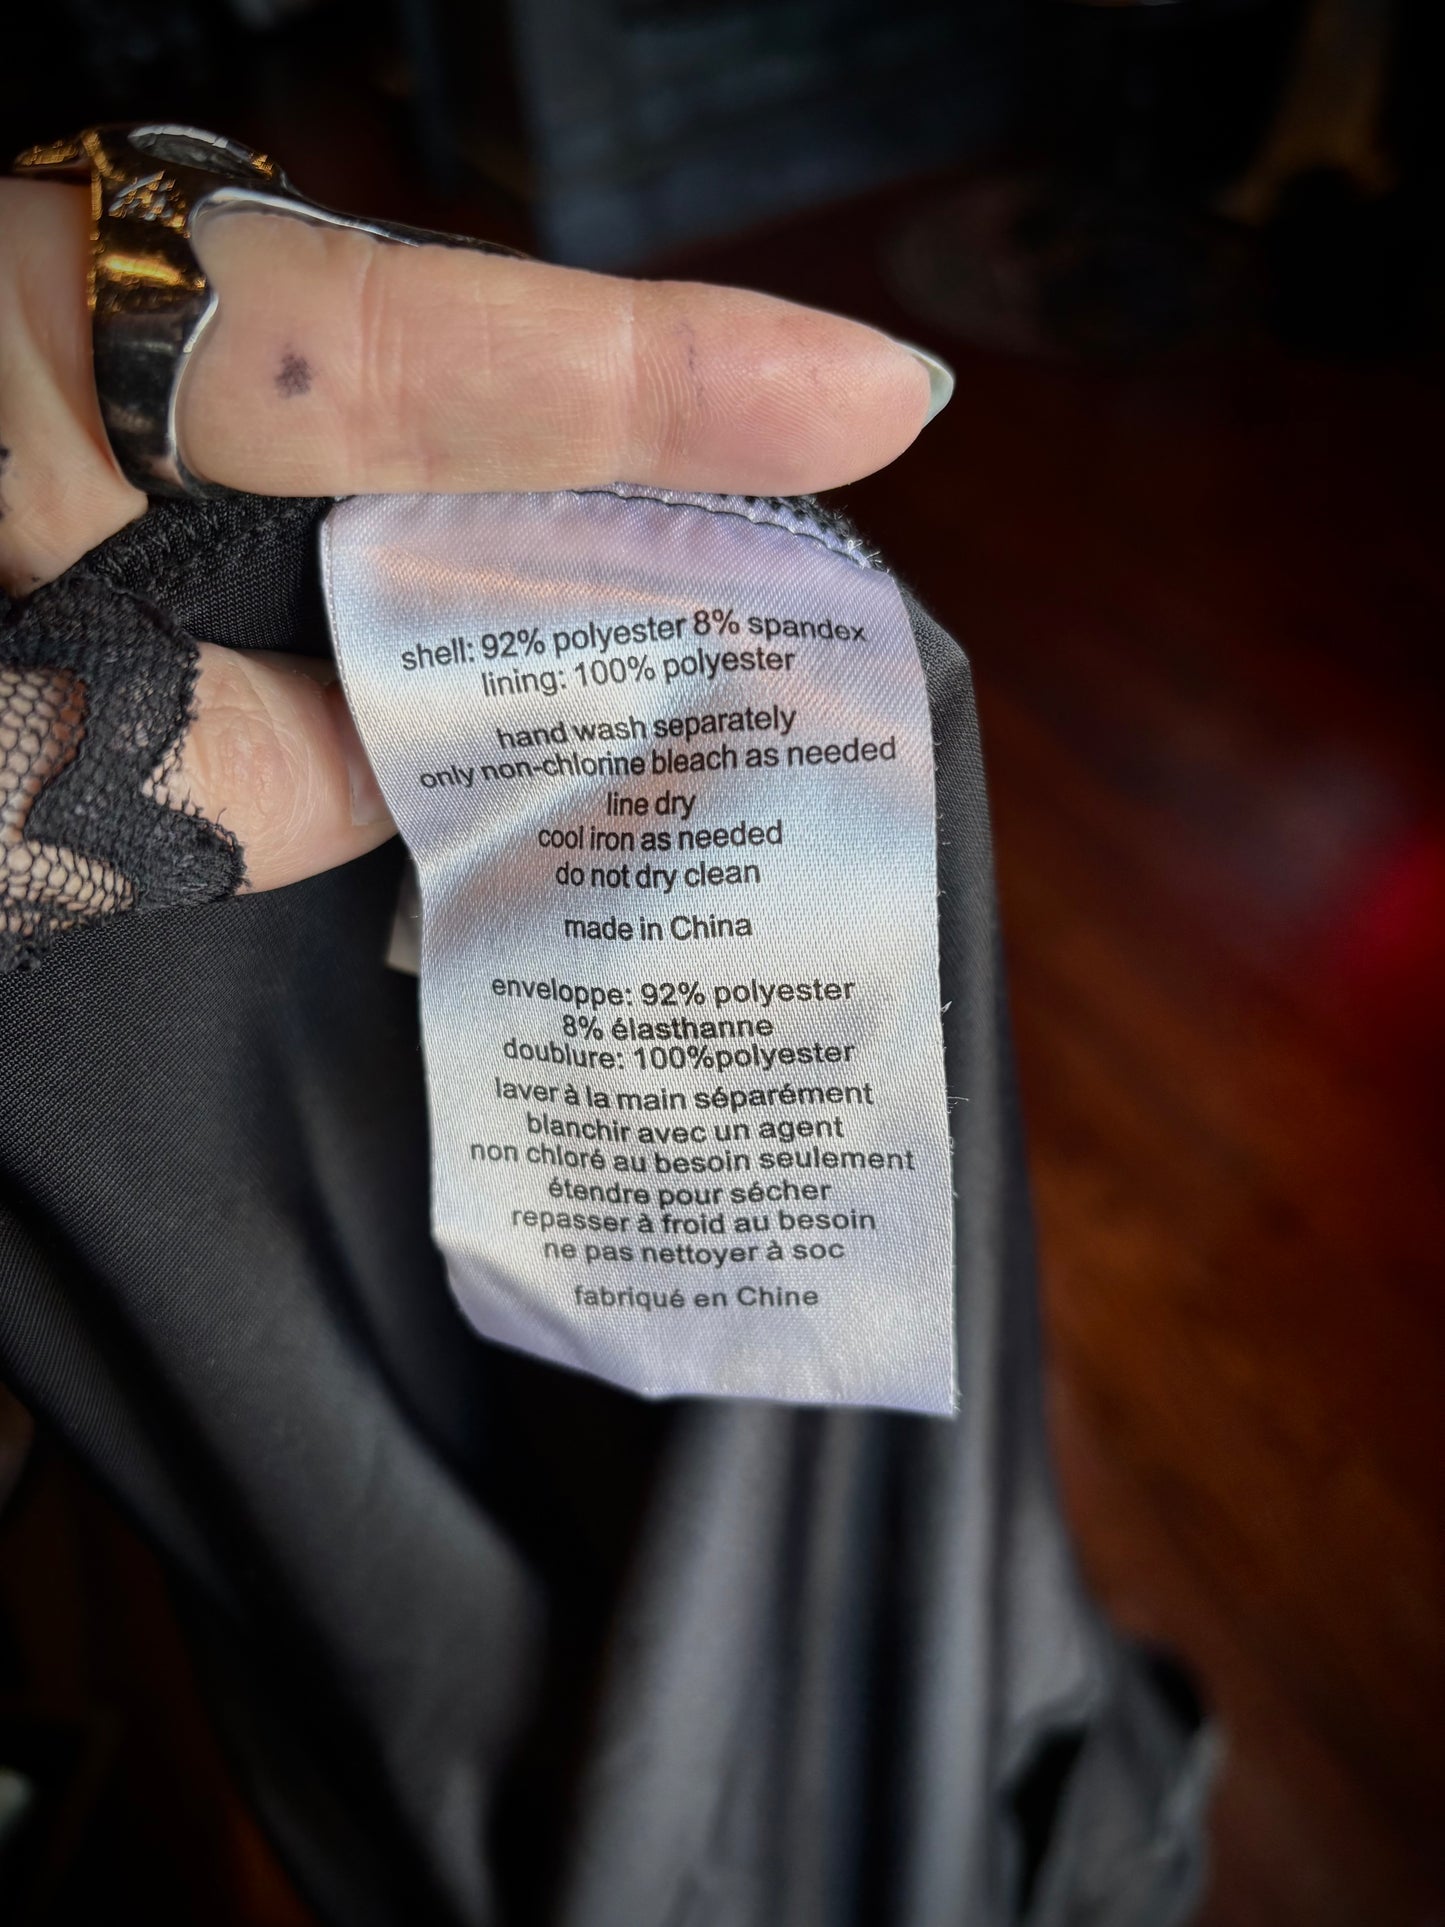 shell: 92% polyester 8% spandex
lining: 100% polyester
hand wash separately
only non-chlorine bleach as needed
line dry
cool iron as needed
do not dry clean
made in China
enveloppe: 92% polyester
8% élasthanne
doublure: 100%polyester
laver à la main séparément
blanchir avec un agent
non chloré au besoin seulement
étendre pour sécher
repasser à froid au besoin
ne pas nettoyer à soc
fabriqué en Chine